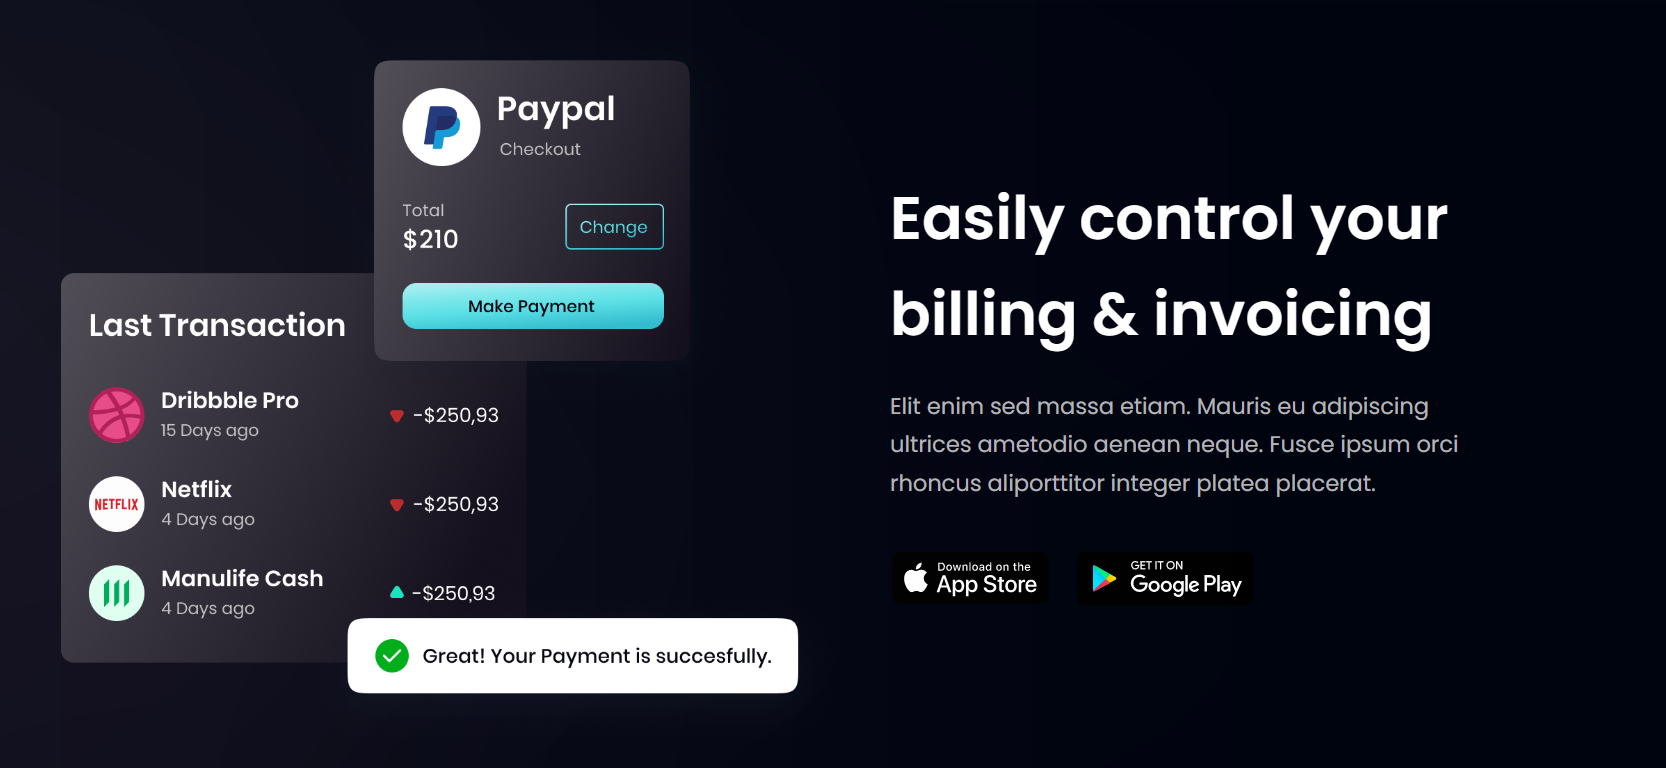 Paypal
Checkout
Total
$210
Change
Make Payment
Last Transaction
Dribbble Pro
15 Days ago
-$250,93
NETFLIX
Netflix
4 Days ago
-$250,93
Manulife Cash
4 Days ago
-$250,93
Great! Your Payment is succesfully.
Easily control your
billing & invoicing
Elit enim sed massa etiam. Mauris eu adipiscing
ultrices ametodio aenean neque. Fusce ipsum orci
rhoncus aliporttitor integer platea placerat.
Download on the
App Store
GET IT ON
Google Play